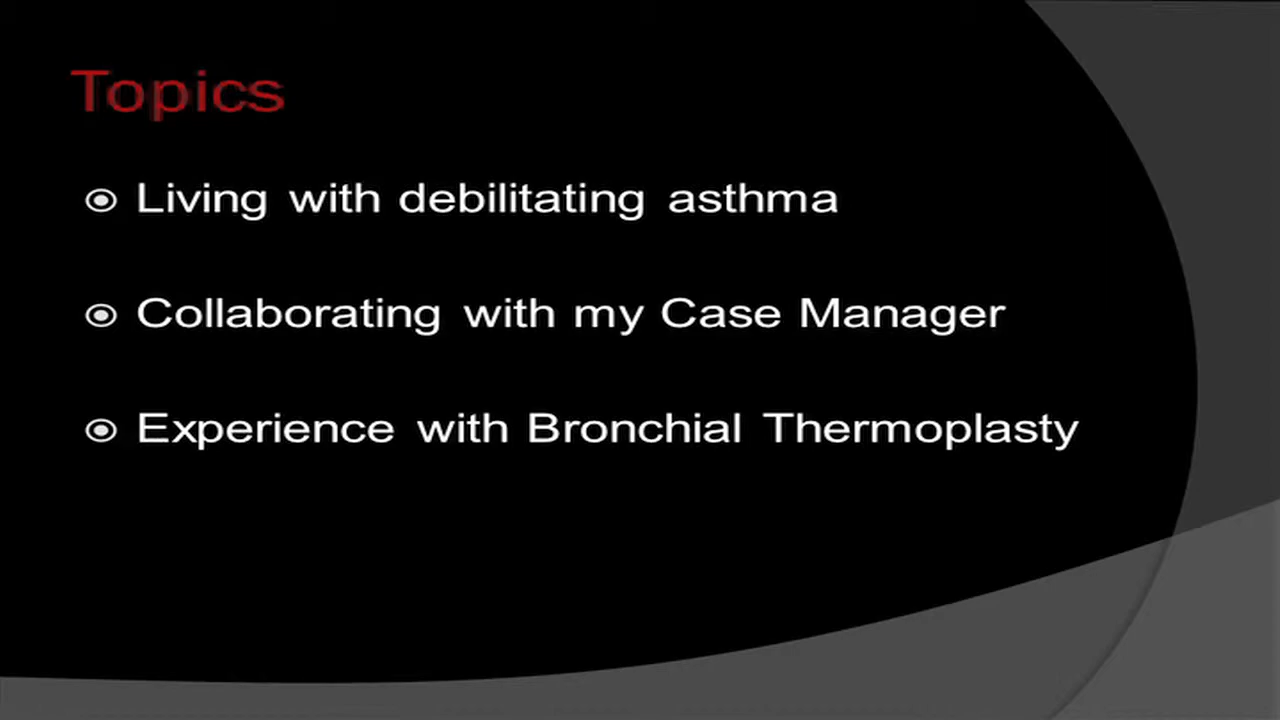 Topics
Living with debilitating asthma
Collaborating with my Case Manager
Experience with Bronchial Thermoplasty